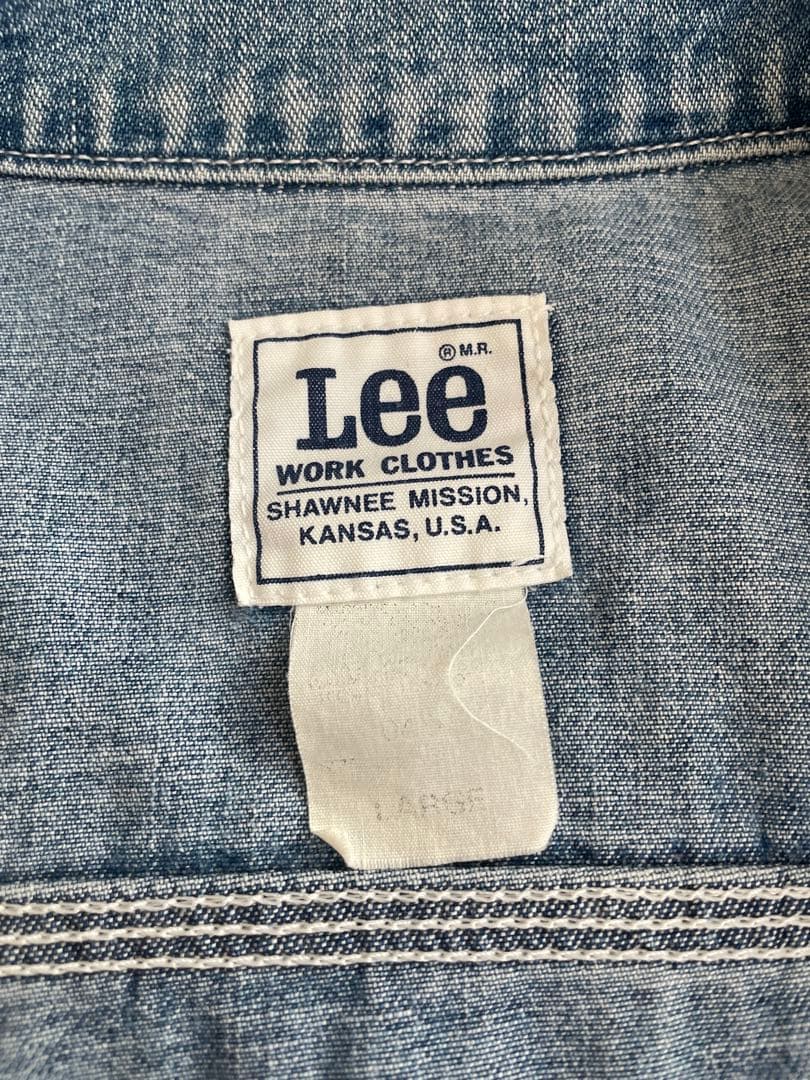 ® M.R.
Lee
WORK CLOTHES
SHAWNEE MISSION,
KANSAS, U.S.A.
LARGE